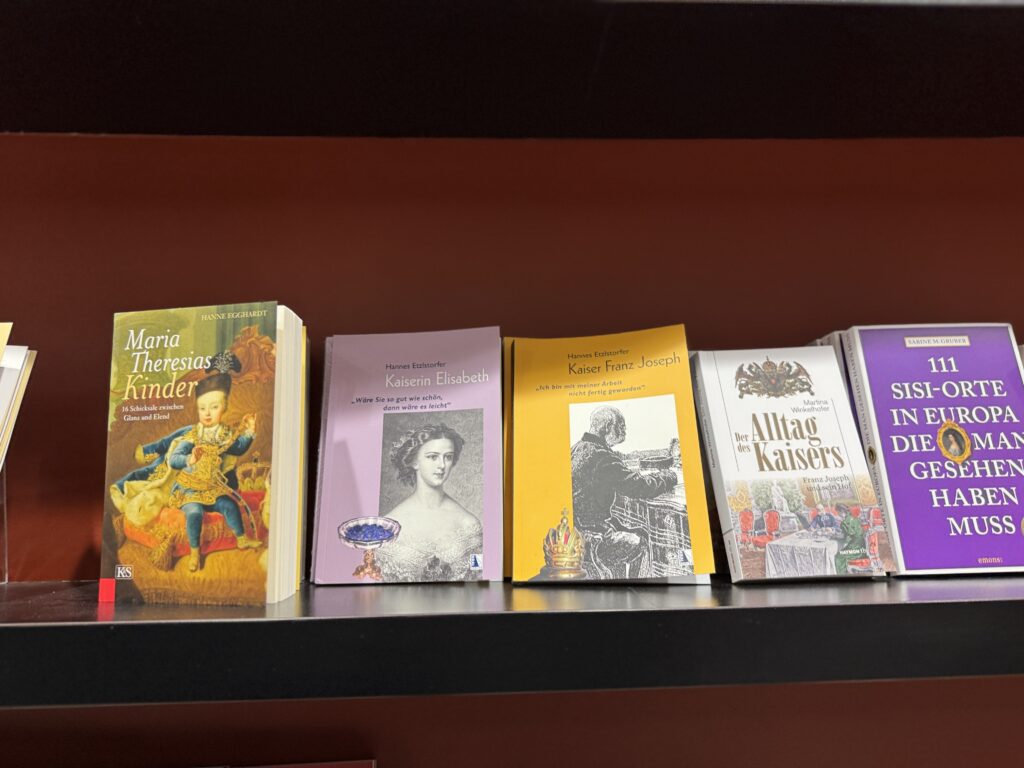 HANNE EGGHARDT
Maria
Theresias
Kinder
16 Schicksale zwischen
Glanz und Elend
K&S
Hannes Etzlstorfer
Kaiserin Elisabeth
„Wäre Sie so gut wie schön,
dann wäre es leicht“
Hannes Etzlstorfer
Kaiser Franz Joseph
„Ich bin mit meiner Arbeit
nicht fertig geworden“
Martina
Winkelhofer
Der Alltag
des Kaisers
Franz Joseph
und sein Hof
HAYMON tb
SABINE M. GRUBER
111
SISI-ORTE
IN EUROPA
DIE MAN
GESEHEN
HABEN
MUSS
emons: